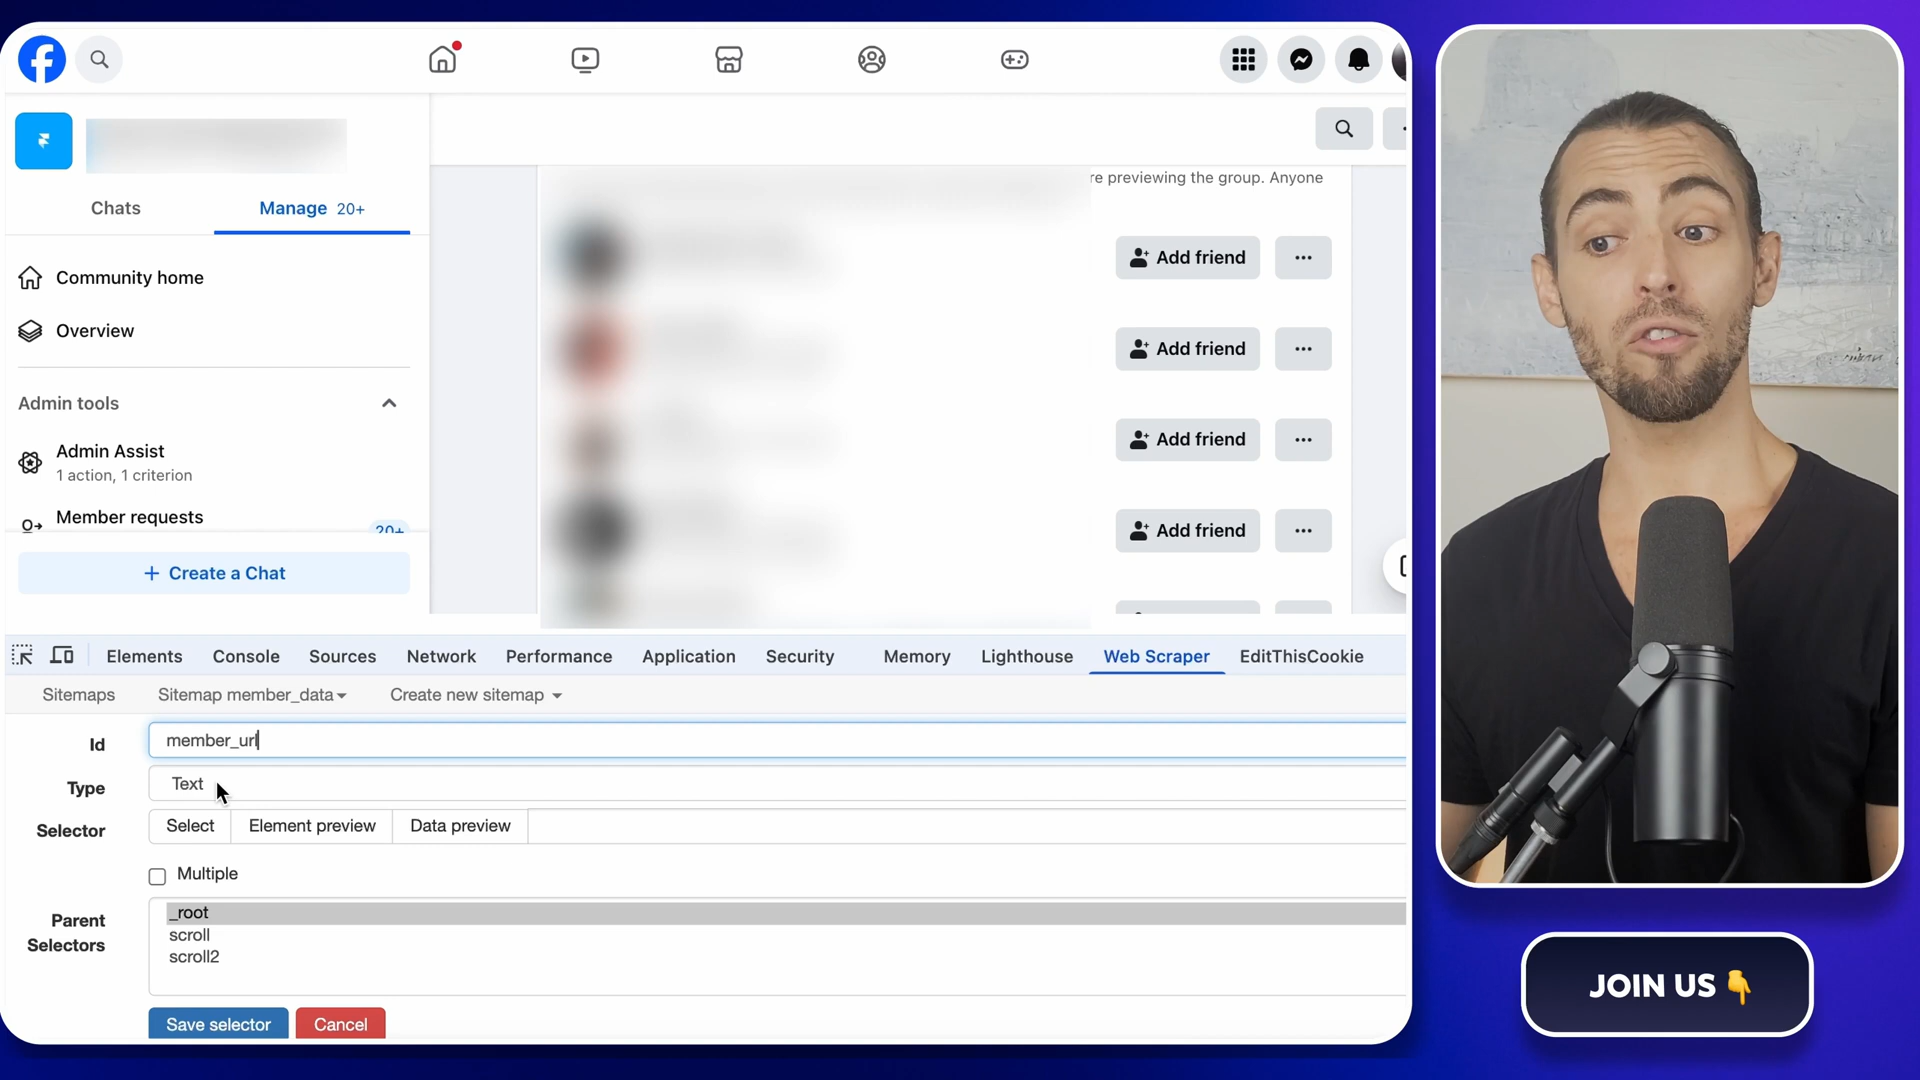 re previewing the group. Anyone
Chats
Manage 20+
Community home
Overview
Admin tools
Admin Assist
1 action, 1 criterion
Member requests
20+
+ Create a Chat
Add friend
Add friend
Add friend
Add friend
Elements Console Sources Network Performance Application Security Memory Lighthouse Web Scraper EditThisCookie
Sitemaps Sitemap member_data Create new sitemap
Id member_url
Type Text
Selector Select Element preview Data preview
Multiple
Parent Selectors
_root
scroll
scroll2
Save selector Cancel
JOIN US 👇